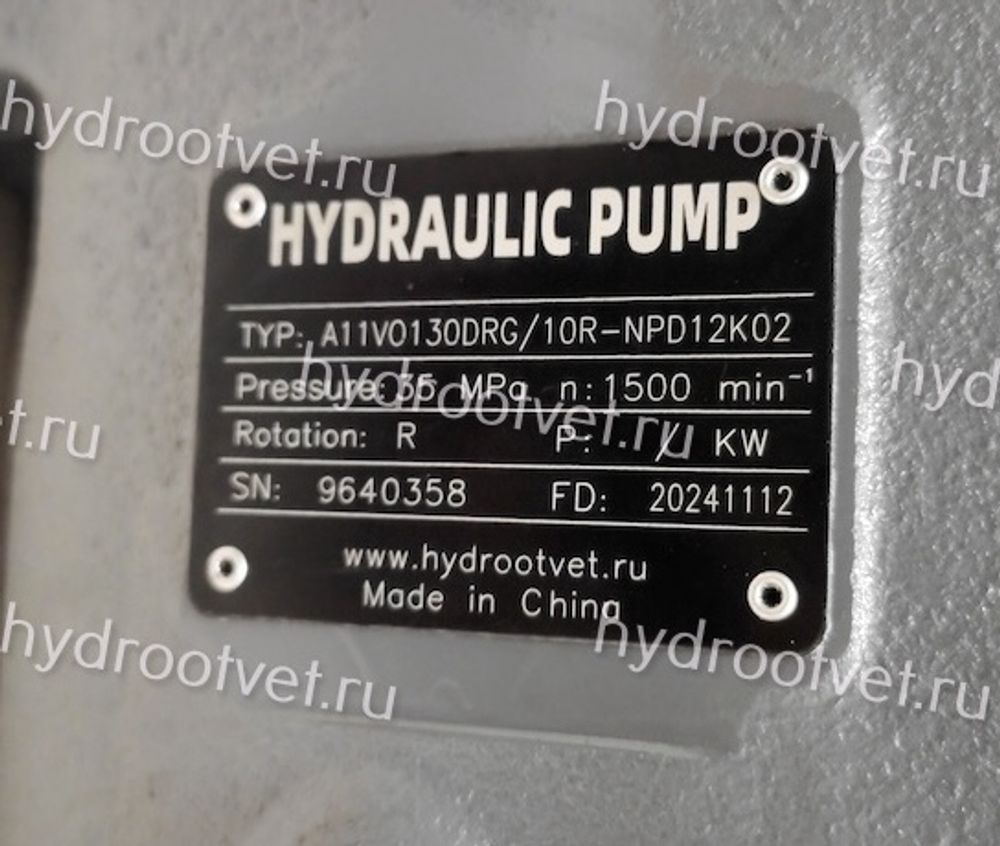 hydrootvet.ru hydrootvet.ru
HYDRAULIC PUMP
TYP: A11VO130DRG/10R-NPD12K02
Pressure: 35 MPa n: 1500 min⁻¹
hydrootvet.ru hyd
Rotation: R P: / KW
et.ru
SN: 9640358 FD: 20241112
www.hydrootvet.ru
Made in China
hydrootvet.ru hydrootvet.ru